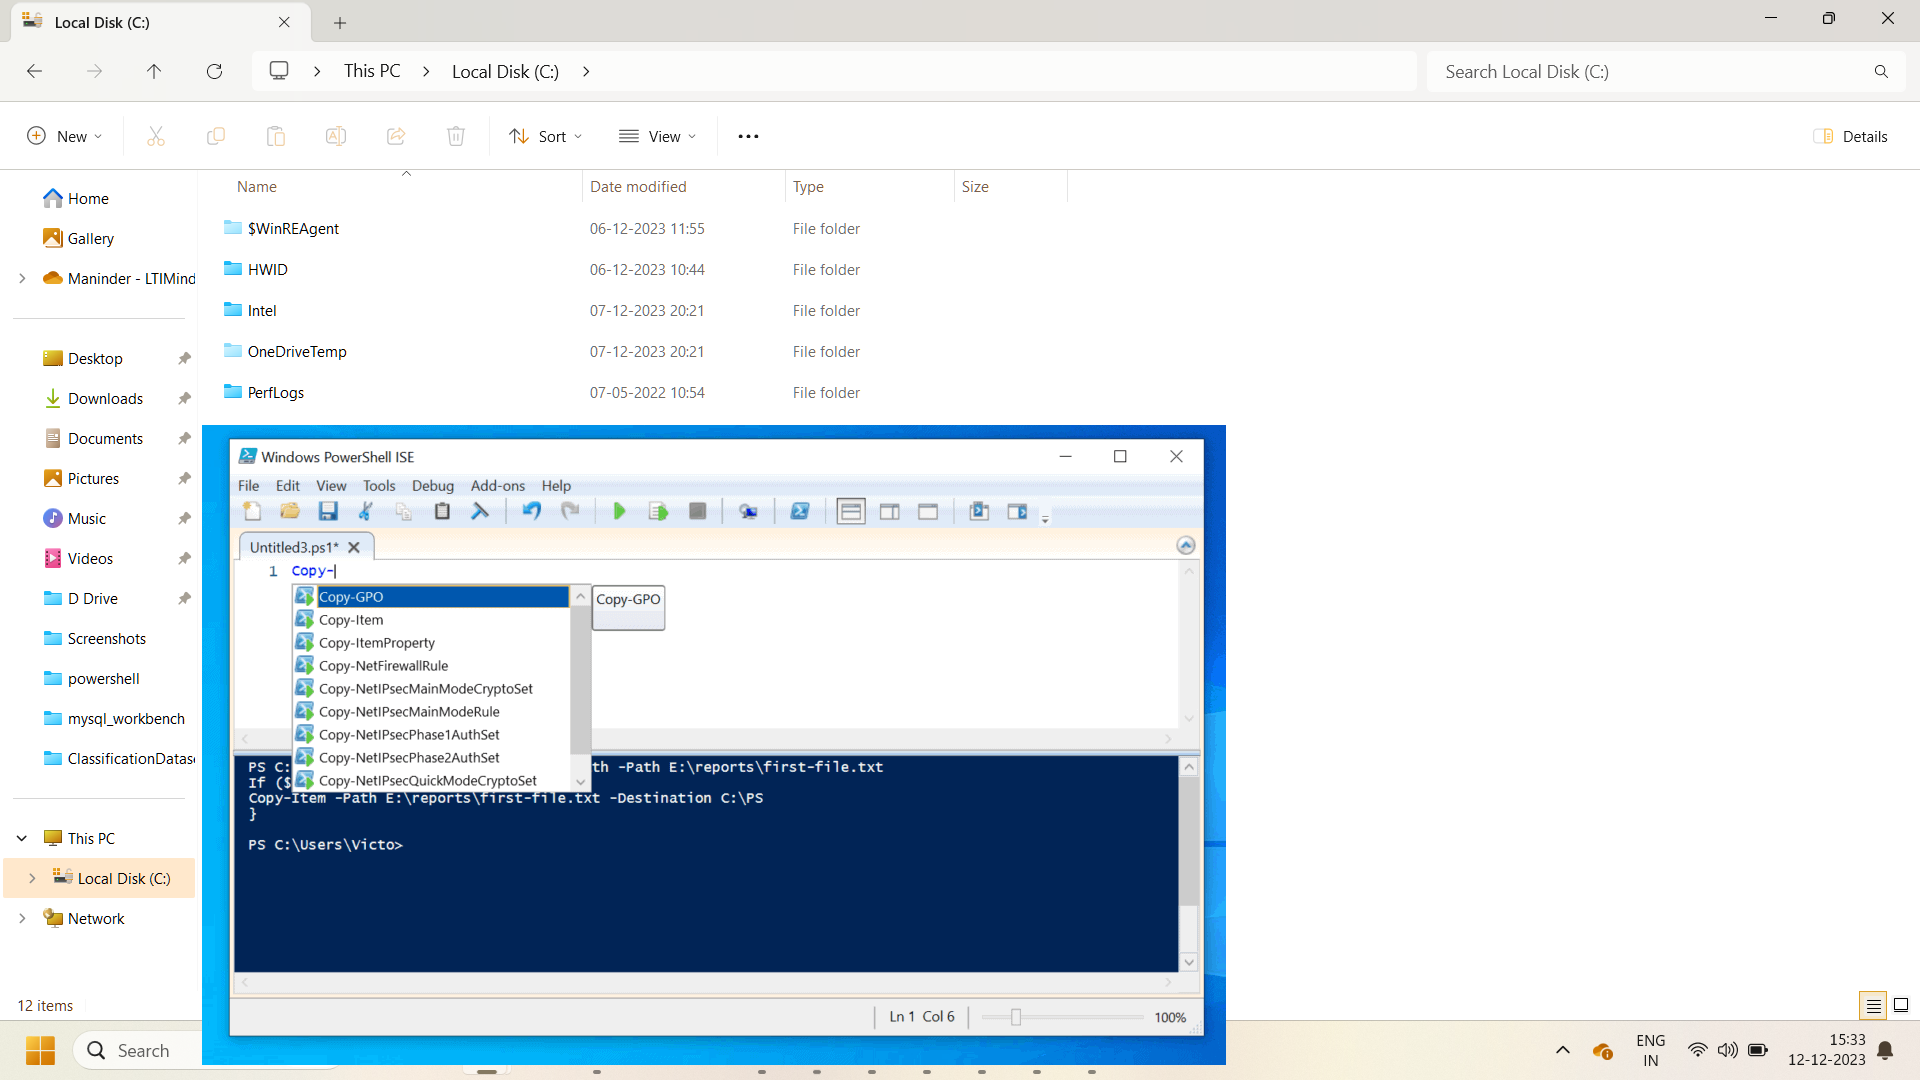 Local Disk (C:)
This PC
Local Disk (C:)
Search Local Disk (C:)
New
Sort
View
Details
Name
Date modified
Type
Size
$WinREAgent
06-12-2023 11:55
File folder
HWID
06-12-2023 10:44
File folder
Intel
07-12-2023 20:21
File folder
OneDriveTemp
07-12-2023 20:21
File folder
PerfLogs
07-05-2022 10:54
File folder
Home
Gallery
Maninder - LTIMind
Desktop
Downloads
Documents
Pictures
Music
Videos
D Drive
Screenshots
powershell
mysql_workbench
ClassificationDatas
This PC
Local Disk (C:)
Network
12 items
Windows PowerShell ISE
File Edit View Tools Debug Add-ons Help
Untitled3.ps1*
1 Copy-
Copy-GPO
Copy-GPO
Copy-Item
Copy-ItemProperty
Copy-NetFirewallRule
Copy-NetIPsecMainModeCryptoSet
Copy-NetIPsecMainModeRule
Copy-NetIPsecPhase1AuthSet
Copy-NetIPsecPhase2AuthSet
Copy-NetIPsecQuickModeCryptoSet
PS C: th -Path E:\reports\first-file.txt
If ($
Copy-Item -Path E:\reports\first-file.txt -Destination C:\PS
}
PS C:\Users\Victo>
Ln 1 Col 6
100%
Search
ENG
IN
15:33
12-12-2023